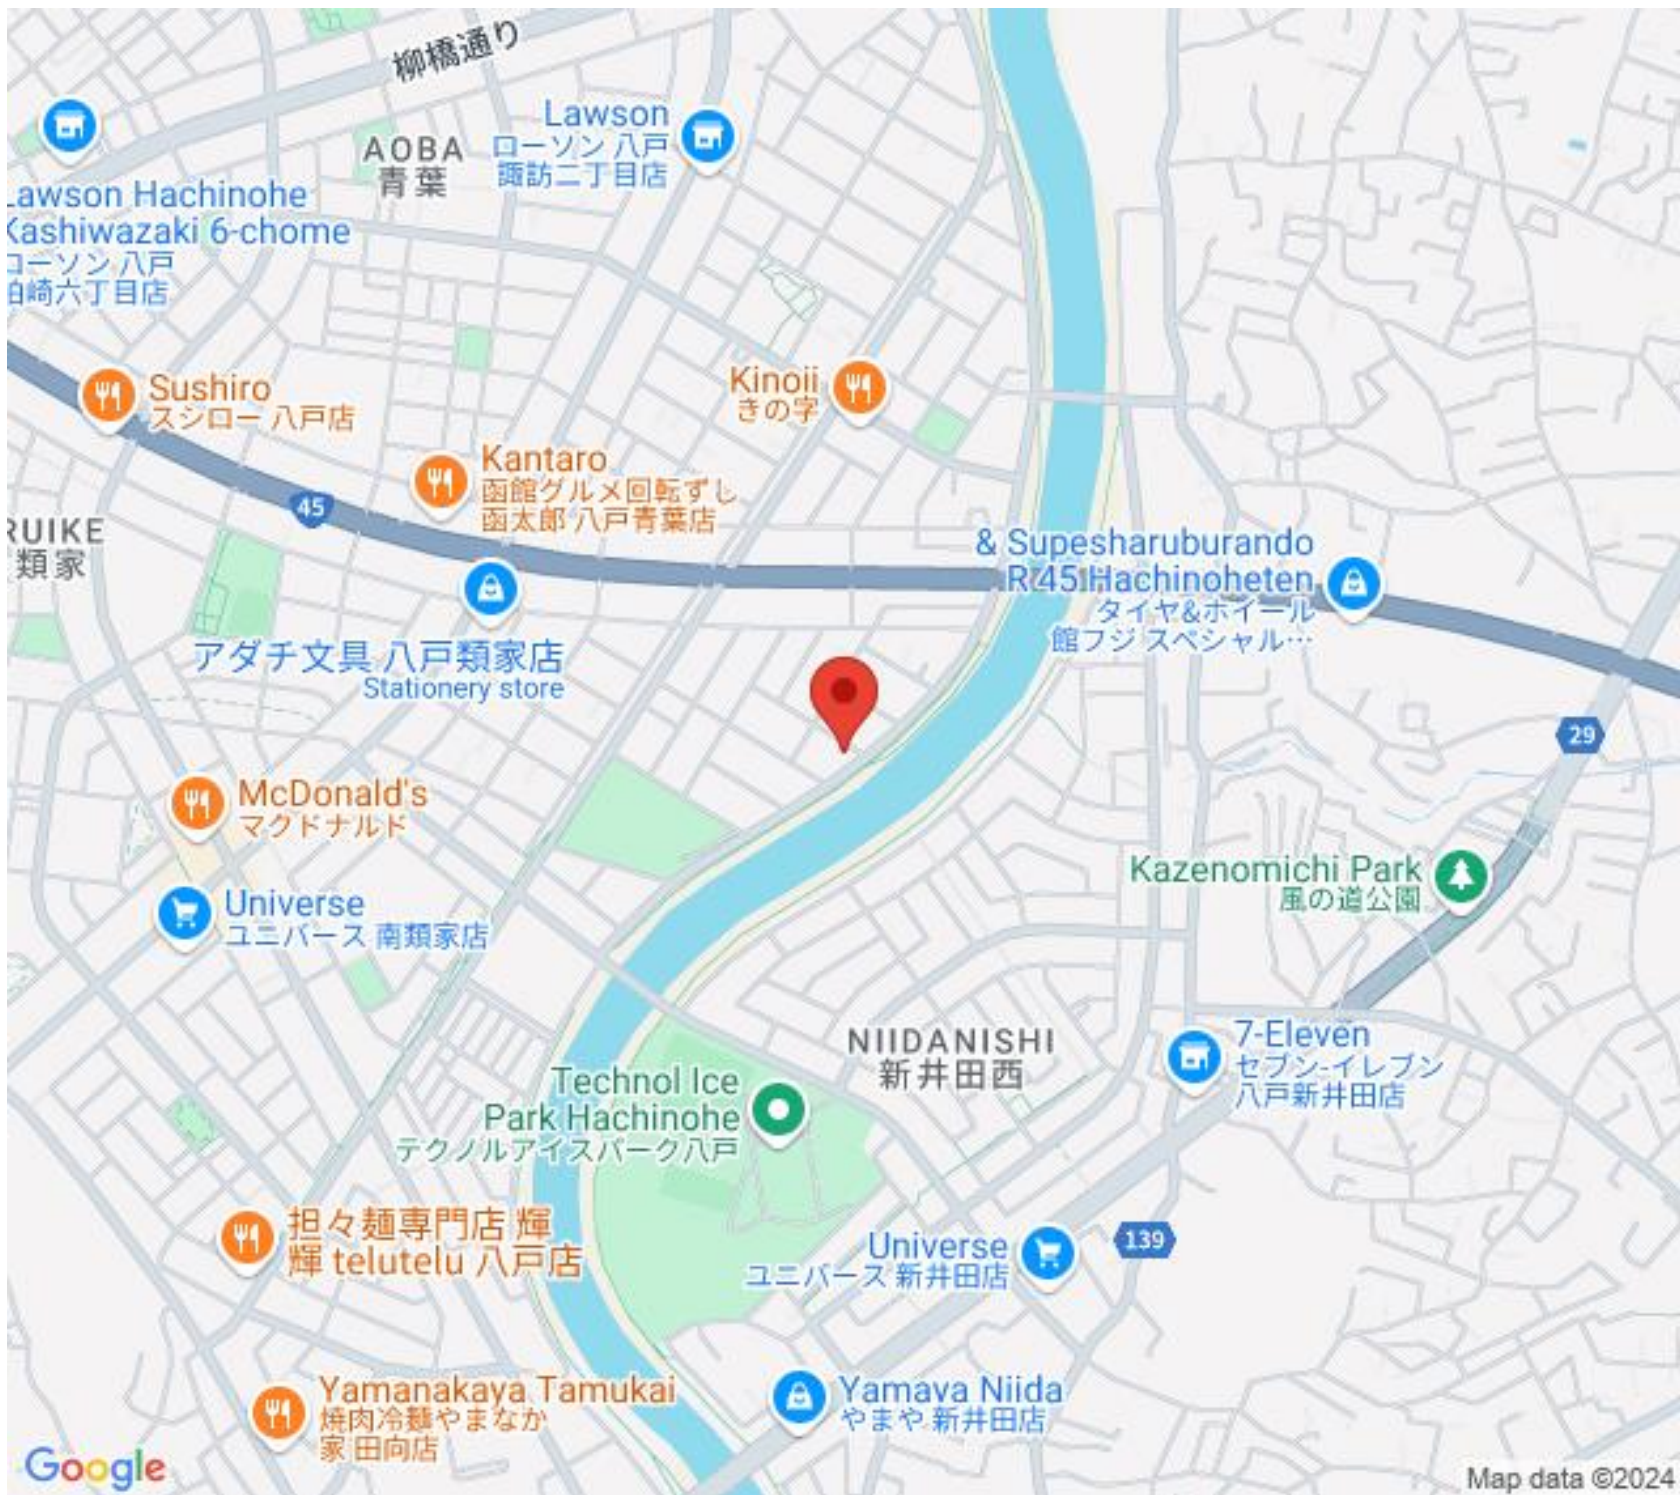 柳橋通り
Lawson
ローソン 八戸
諏訪二丁目店
AOBA
青葉
Lawson Hachinohe
Kashiwazaki 6-chome
ローソン 八戸
柏崎六丁目店
Sushiro
スシロー 八戸店
Kinoji
きの字
Kantaro
函館グルメ回転ずし
函太郎 八戸青葉店
45
RUIKE
類家
& Supesharuburando
R 45 Hachinoheten
タイヤ&ホイール
館フジ スペシャル…
アダチ文具 八戸類家店
Stationery store
29
McDonald's
マクドナルド
Kazenomichi Park
風の道公園
Universe
ユニバース 南類家店
NIIDANISHI
新井田西
7-Eleven
セブン-イレブン
八戸新井田店
Technol Ice
Park Hachinohe
テクノルアイスパーク八戸
担々麺専門店 輝
輝 telutelu 八戸店
Universe
ユニバース 新井田店
139
Yamanakaya Tamukai
焼肉冷麺やまなか
家 田向店
Yamaya Niida
やまや 新井田店
Google
Map data ©2024